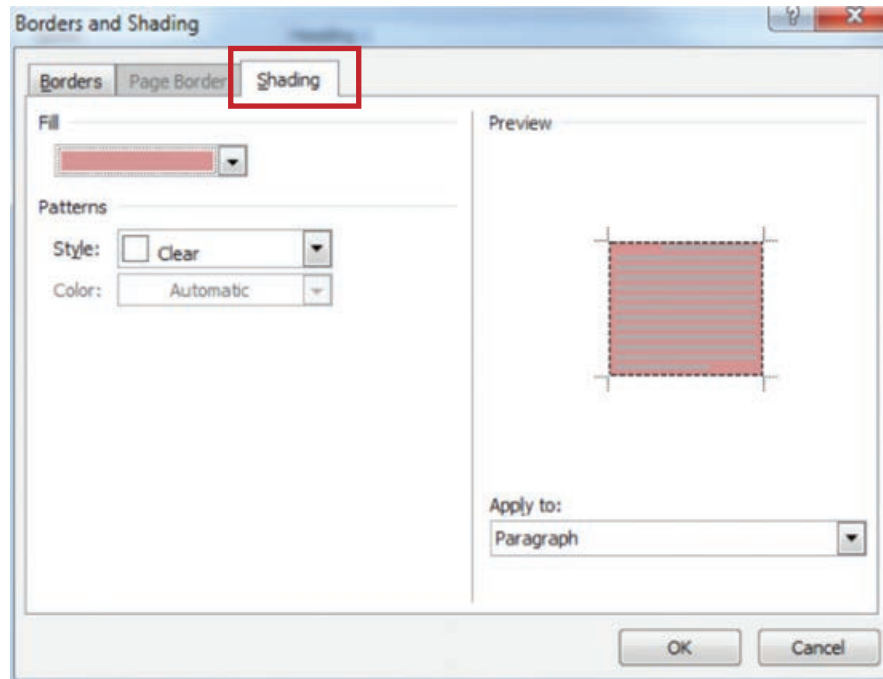 Borders and Shading
?
Borders Page Border Shading
Fill
Preview
Patterns
Style: Clear
Color: Automatic
Apply to:
Paragraph
OK Cancel